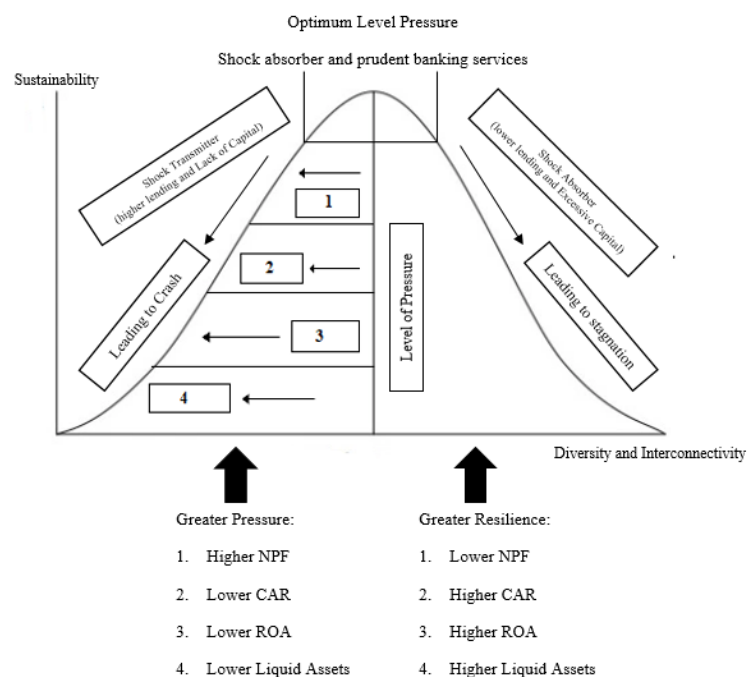 Optimum Level Pressure
Shock absorber and prudent banking services
Sustainability
Shock Transmitter
(higher lending and Lack of Capital)
Shock Absorber
(lower lending and Excessive Capital)
1
2
3
4
Level of Pressure
Leading to Crash
Leading to stagnation
Diversity and Interconnectivity
Greater Pressure:
1. Higher NPF
2. Lower CAR
3. Lower ROA
4. Lower Liquid Assets
Greater Resilience:
1. Lower NPF
2. Higher CAR
3. Higher ROA
4. Higher Liquid Assets